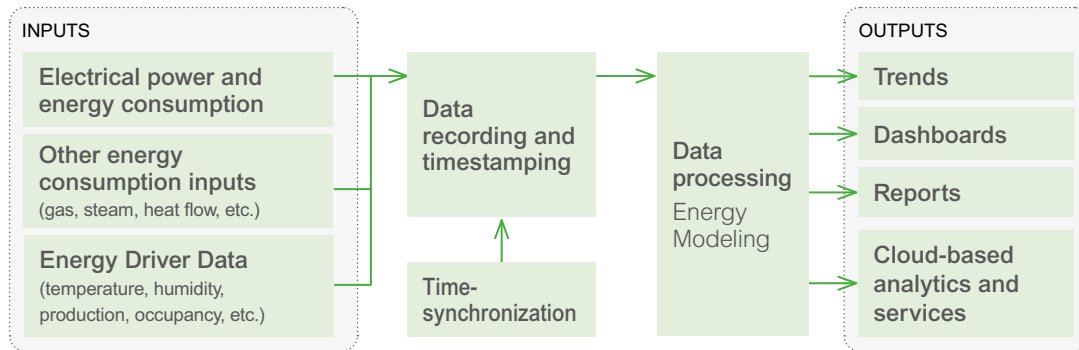 INPUTS
Electrical power and
energy consumption
Other energy
consumption inputs
(gas, steam, heat flow, etc.)
Energy Driver Data
(temperature, humidity,
production, occupancy, etc.)
Data
recording and
timestamping
Time-
synchronization
Data
processing
Energy
Modeling
OUTPUTS
Trends
Dashboards
Reports
Cloud-based
analytics and
services